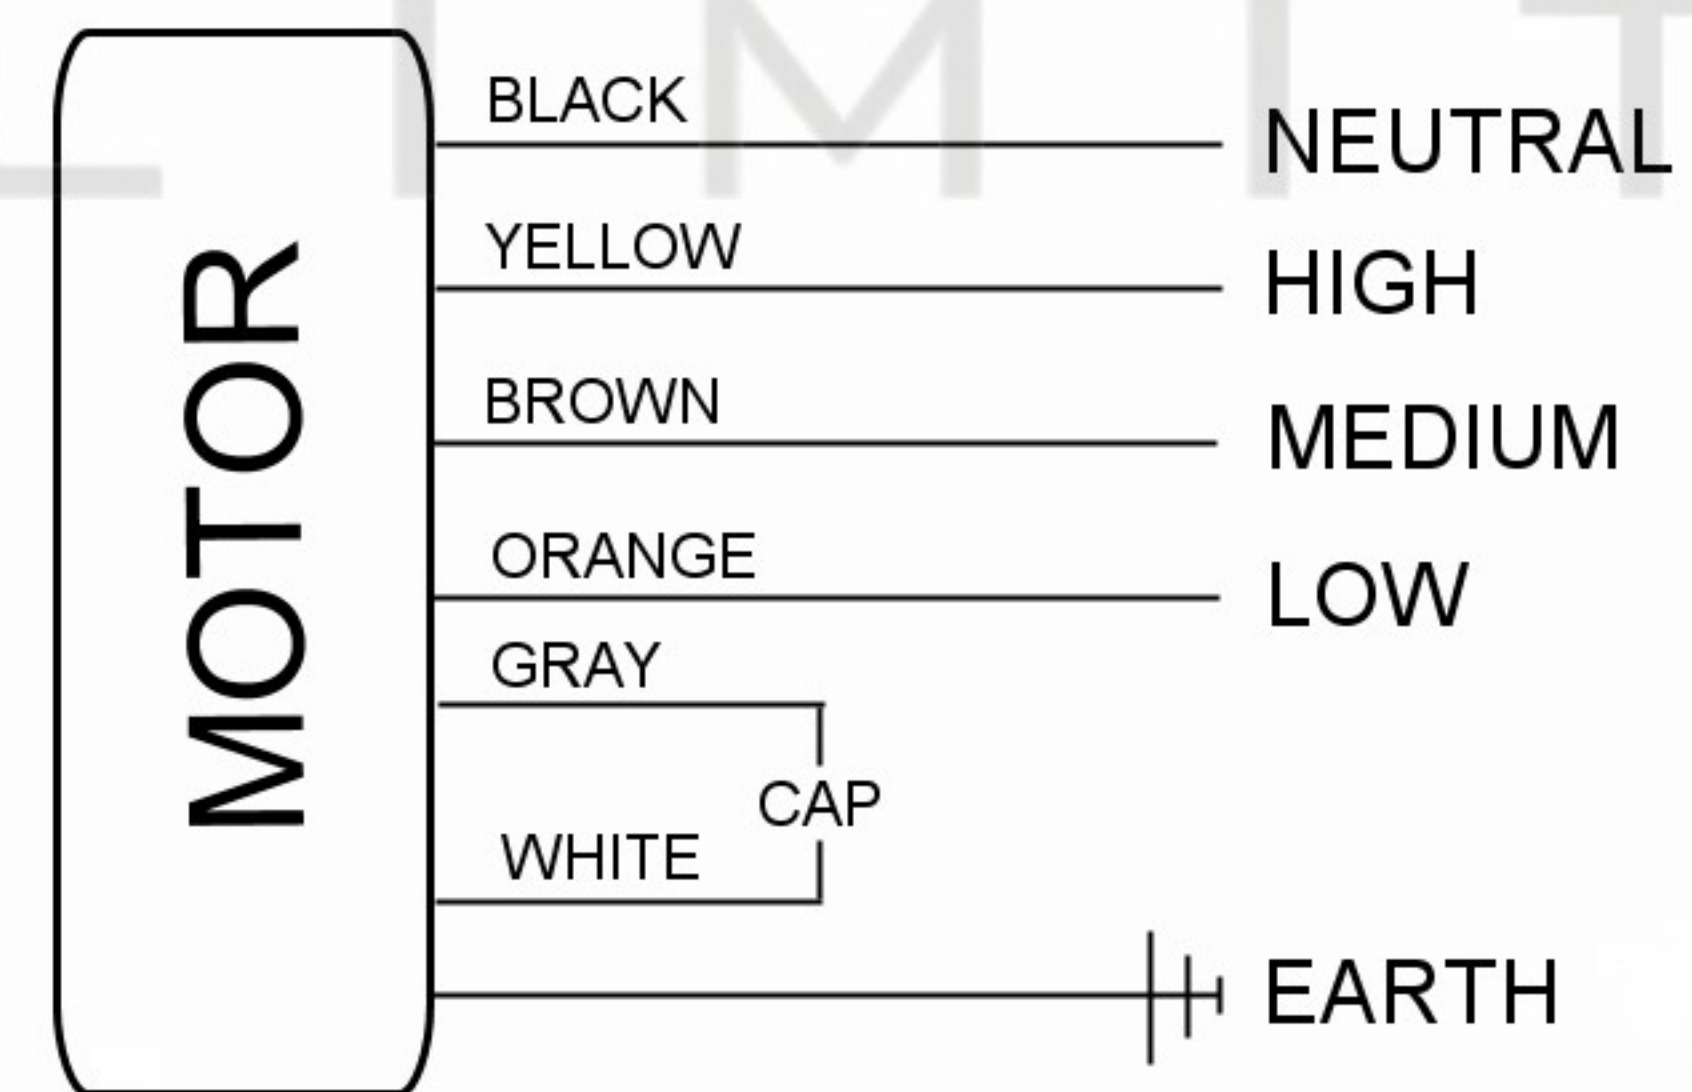 BLACK
NEUTRAL
YELLOW
HIGH
BROWN
MEDIUM
ORANGE
LOW
GRAY
CAP
WHITE
EARTH
MOTOR